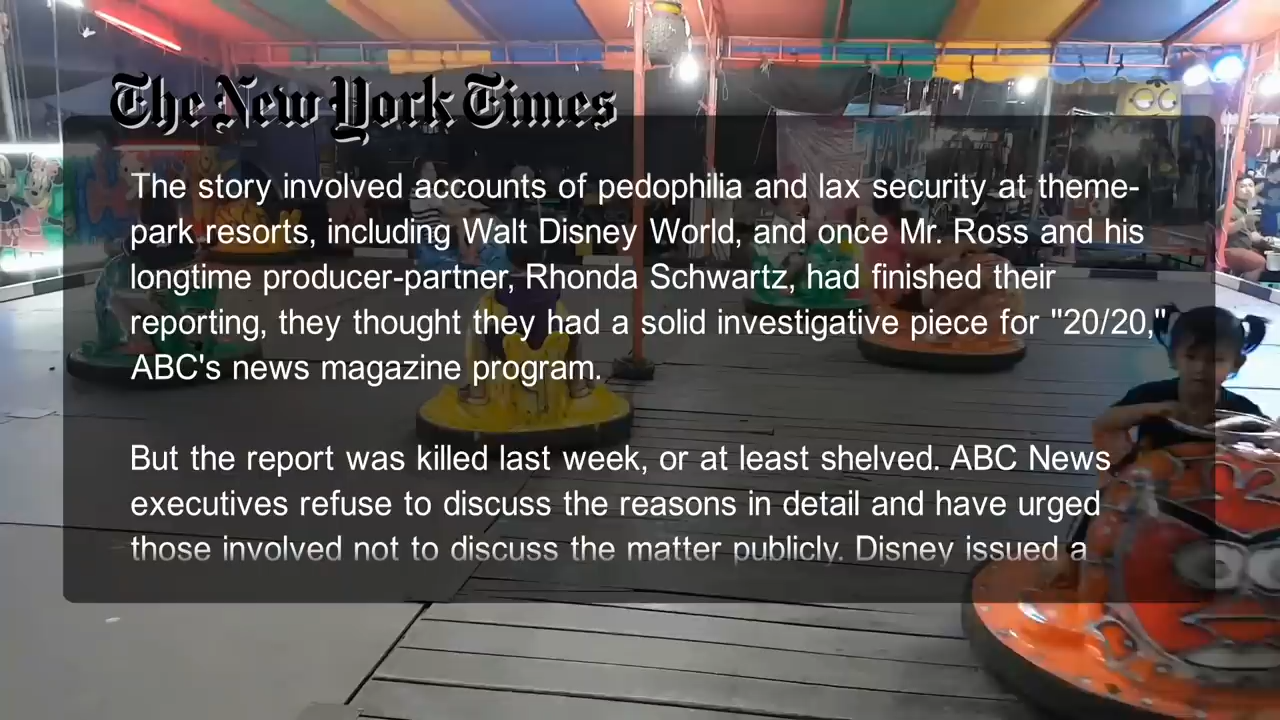 The New York Times
The story involved accounts of pedophilia and lax security at theme-
park resorts, including Walt Disney World, and once Mr. Ross and his
longtime producer-partner, Rhonda Schwartz, had finished their
reporting, they thought they had a solid investigative piece for "20/20,"
ABC's news magazine program.
But the report was killed last week, or at least shelved. ABC News
executives refuse to discuss the reasons in detail and have urged
those involved not to discuss the matter publicly. Disney issued a